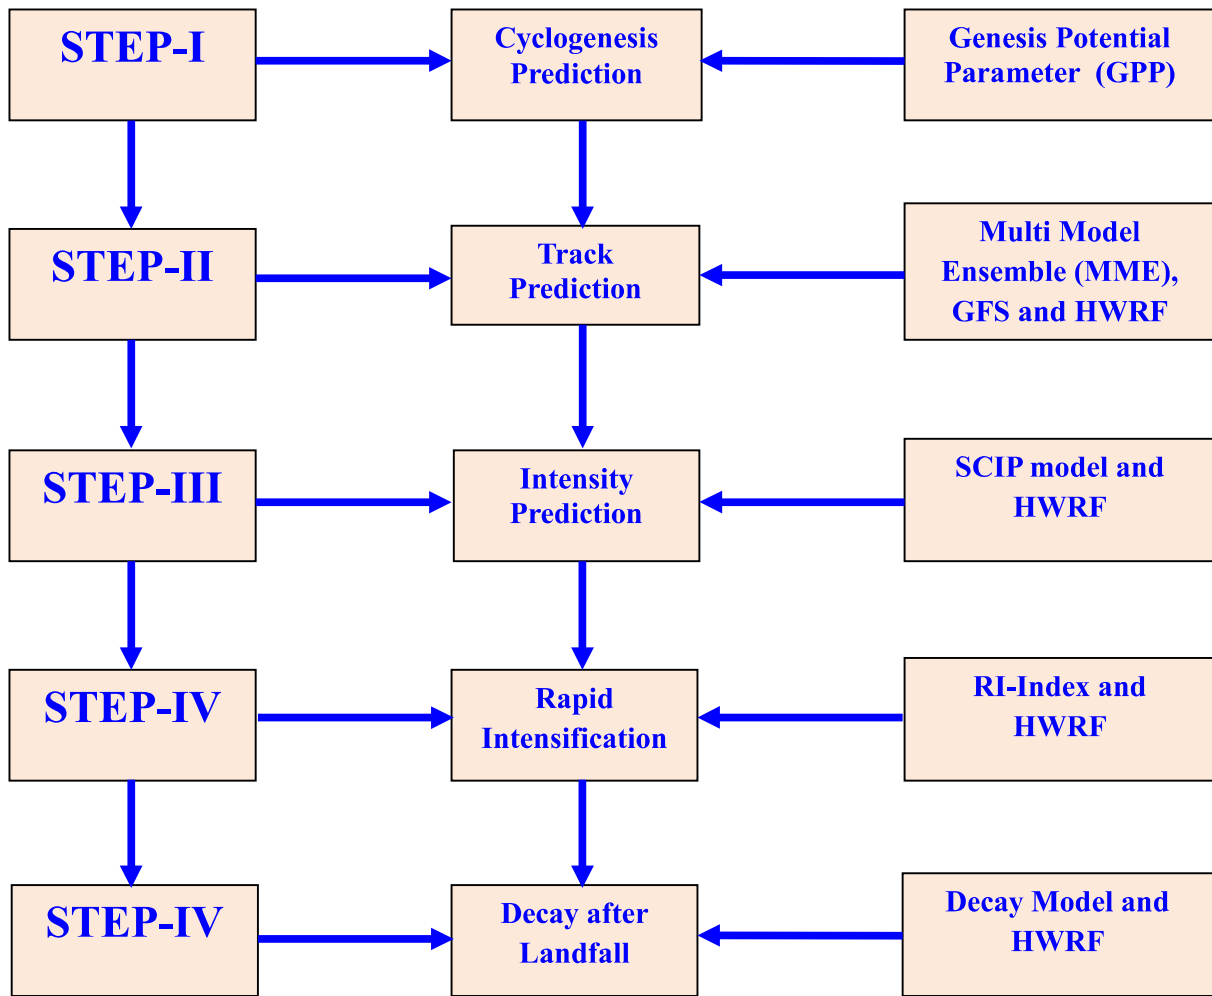 STEP-I
Cyclogenesis
Prediction
Genesis Potential
Parameter (GPP)
STEP-II
Track
Prediction
Multi Model
Ensemble (MME),
GFS and HWRF
STEP-III
Intensity
Prediction
SCIP model and
HWRF
STEP-IV
Rapid
Intensification
RI-Index and
HWRF
STEP-IV
Decay after
Landfall
Decay Model and
HWRF